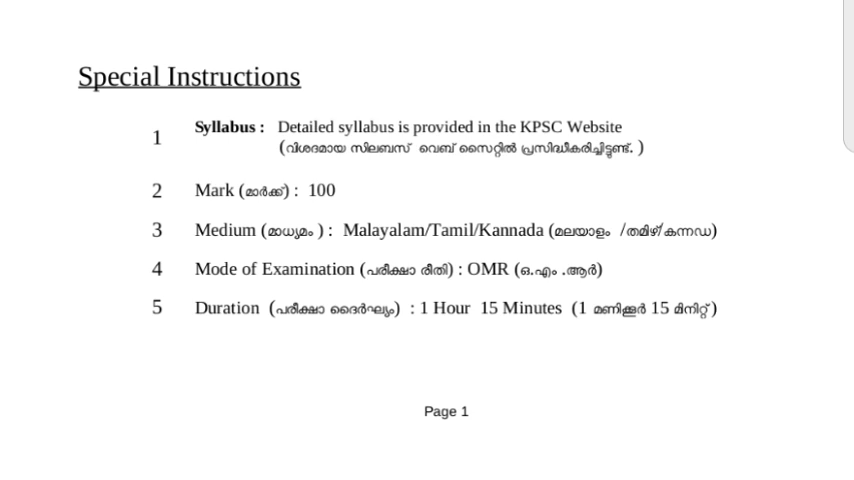 Special Instructions
1 Syllabus : Detailed syllabus is provided in the KPSC Website
(വിശദമായ സിലബസ് വെബ് സൈറ്റിൽ പ്രസിദ്ധീകരിച്ചിട്ടുണ്ട്. )
2 Mark (മാർക്ക്) : 100
3 Medium (മാധ്യമം ) : Malayalam/Tamil/Kannada (മലയാളം /തമിഴ്/കന്നഡ)
4 Mode of Examination (പരീക്ഷാ രീതി) : OMR (ഒ.എം .ആർ)
5 Duration (പരീക്ഷാ ദൈർഘ്യം) : 1 Hour 15 Minutes (1 മണിക്കൂർ 15 മിനിറ്റ് )
Page 1